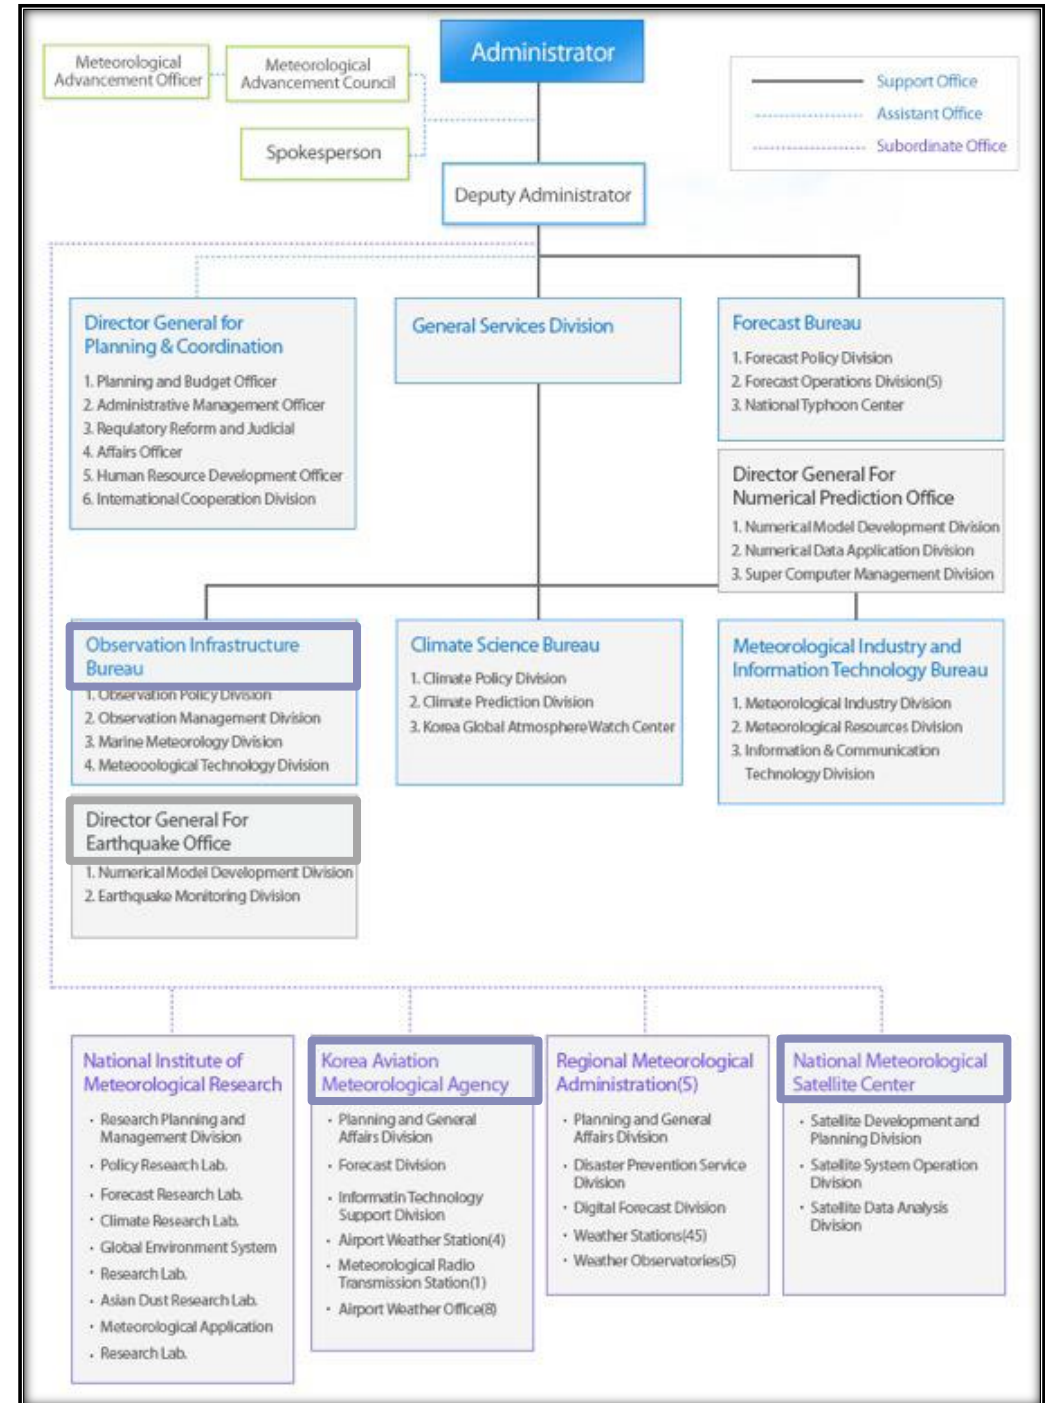 Administrator
Meteorological
Advancement Officer
Meteorological
Advancement Council
Spokesperson
Support Office
Assistant Office
Subordinate Office
Deputy Administrator
Director General for
Planning & Coordination
1. Planning and Budget Officer
2. Administrative Management Officer
3. Requlatory Reform and Judicial
4. Affairs Officer
5. Human Resource Development Officer
6. International Cooperation Division
General Services Division
Forecast Bureau
1. Forecast Policy Division
2. Forecast Operations Division(5)
3. National Typhoon Center
Director General For
Numerical Prediction Office
1. Numerical Model Development Division
2. Numerical Data Application Division
3. Super Computer Management Division
Observation Infrastructure
Bureau
1. Observation Policy Division
2. Observation Management Division
3. Marine Meteorology Division
4. Meteoological Technology Division
Climate Science Bureau
1. Climate Policy Division
2. Climate Prediction Division
3. Korea Global Atmosphere Watch Center
Meteorological Industry and
Information Technology Bureau
1. Meteorological Industry Division
2. Meteorological Resources Division
3. Information & Communication
Technology Division
Director General For
Earthquake Office
1. Numerical Model Development Division
2. Earthquake Monitoring Division
National Institute of
Meteorological Research
· Research Planning and
Management Division
· Policy Research Lab.
· Forecast Research Lab.
· Climate Research Lab.
· Global Environment System
· Research Lab.
· Asian Dust Research Lab.
· Meteorological Application
· Research Lab.
Korea Aviation
Meteorological Agency
· Planning and General
Affairs Division
· Forecast Division
· Informatin Technology
Support Division
· Airport Weather Station(4)
· Meteorological Radio
Transmission Station(1)
· Airport Weather Office(8)
Regional Meteorological
Administration(5)
· Planning and General
Affairs Division
· Disaster Prevention Service
Division
· Digital Forecast Division
· Weather Stations(45)
· Weather Observatories(5)
National Meteorological
Satellite Center
· Satellite Development and
Planning Division
· Satellite System Operation
Division
· Satellite Data Analysis
Division